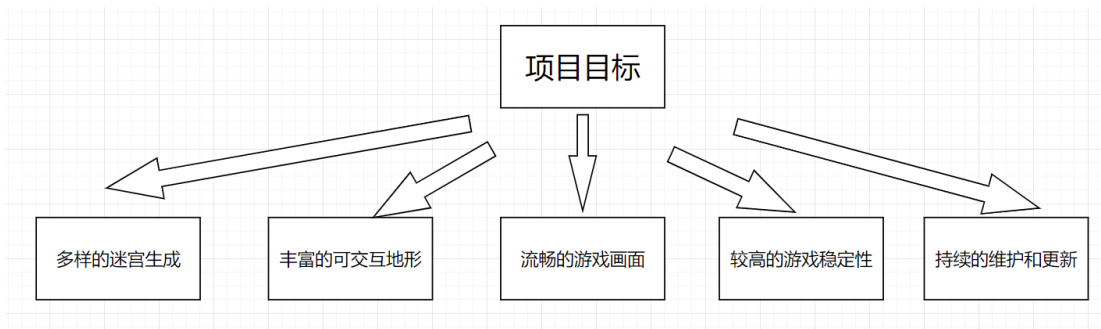 项目目标
多样的迷宫生成
丰富的可交互地形
流畅的游戏画面
较高的游戏稳定性
持续的维护和更新